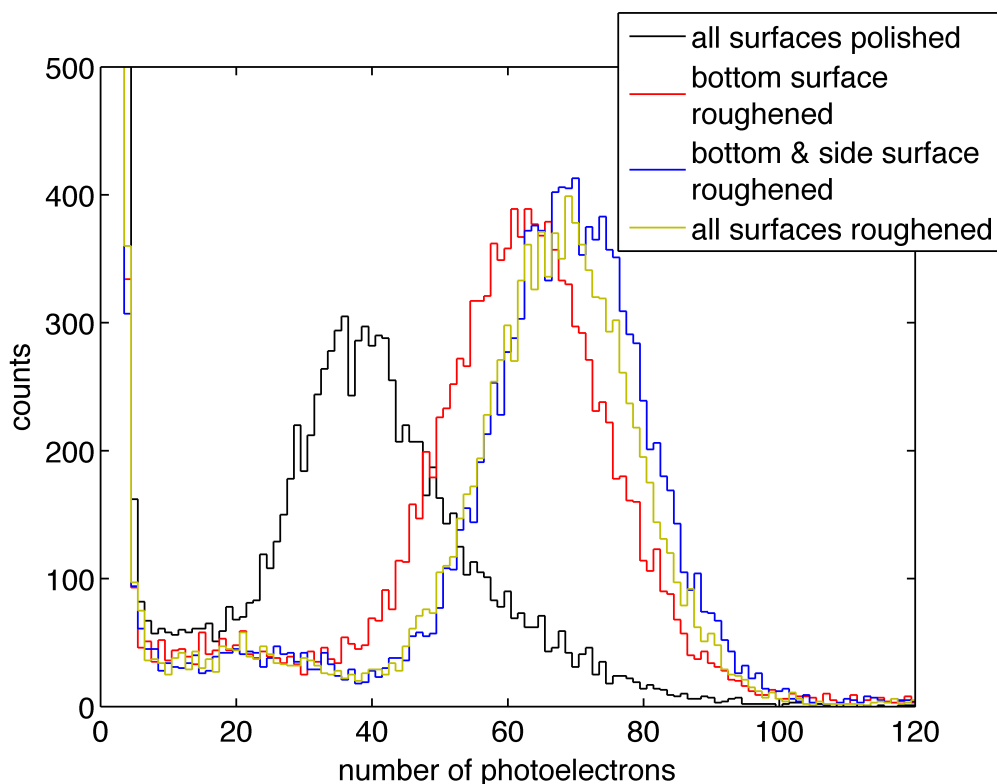 all surfaces polished
bottom surface
roughened
bottom & side surface
roughened
all surfaces roughened
500
400
300
200
100
0
counts
0 20 40 60 80 100 120
number of photoelectrons